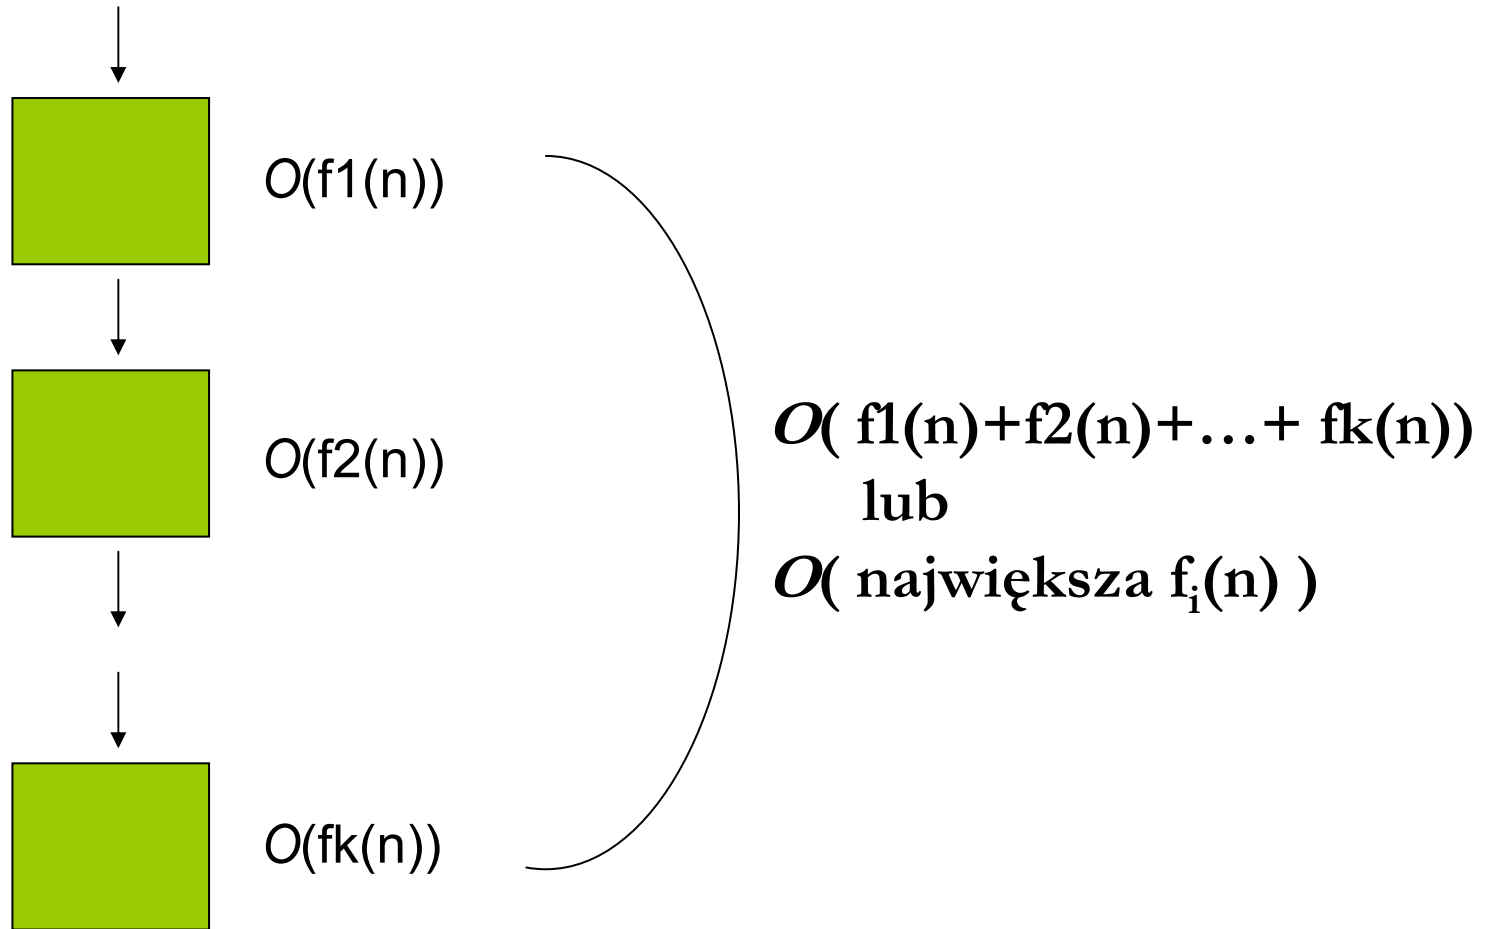 O(f1(n))
O(f2(n))
O(fk(n))
O( f1(n)+f2(n)+…+ fk(n))
lub
O( największa fi(n) )